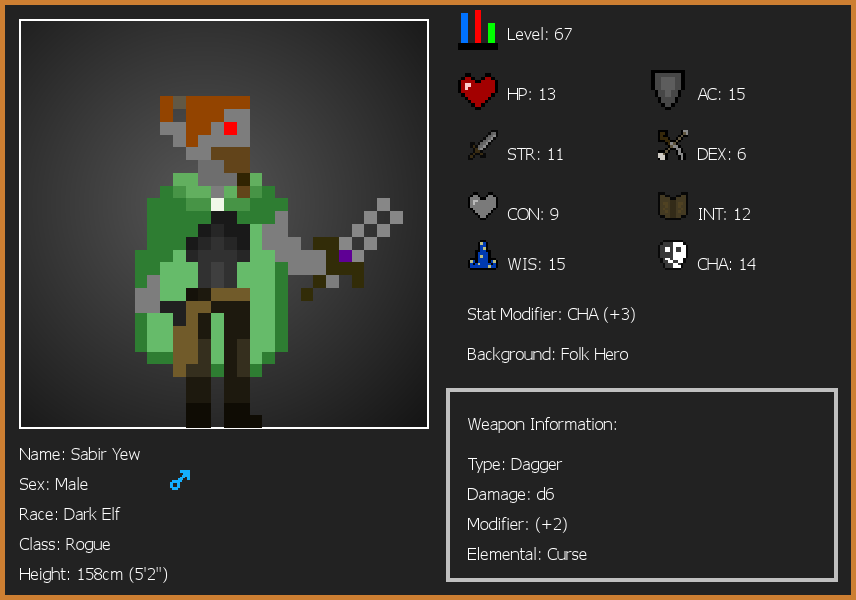 Level: 67
HP: 13
AC: 15
STR: 11
DEX: 6
CON: 9
INT: 12
WIS: 15
CHA: 14
Stat Modifier: CHA (+3)
Background: Folk Hero
Weapon Information:
Type: Dagger
Damage: d6
Modifier: (+2)
Elemental: Curse
Name: Sabir Yew
Sex: Male
Race: Dark Elf
Class: Rogue
Height: 158cm (5'2")